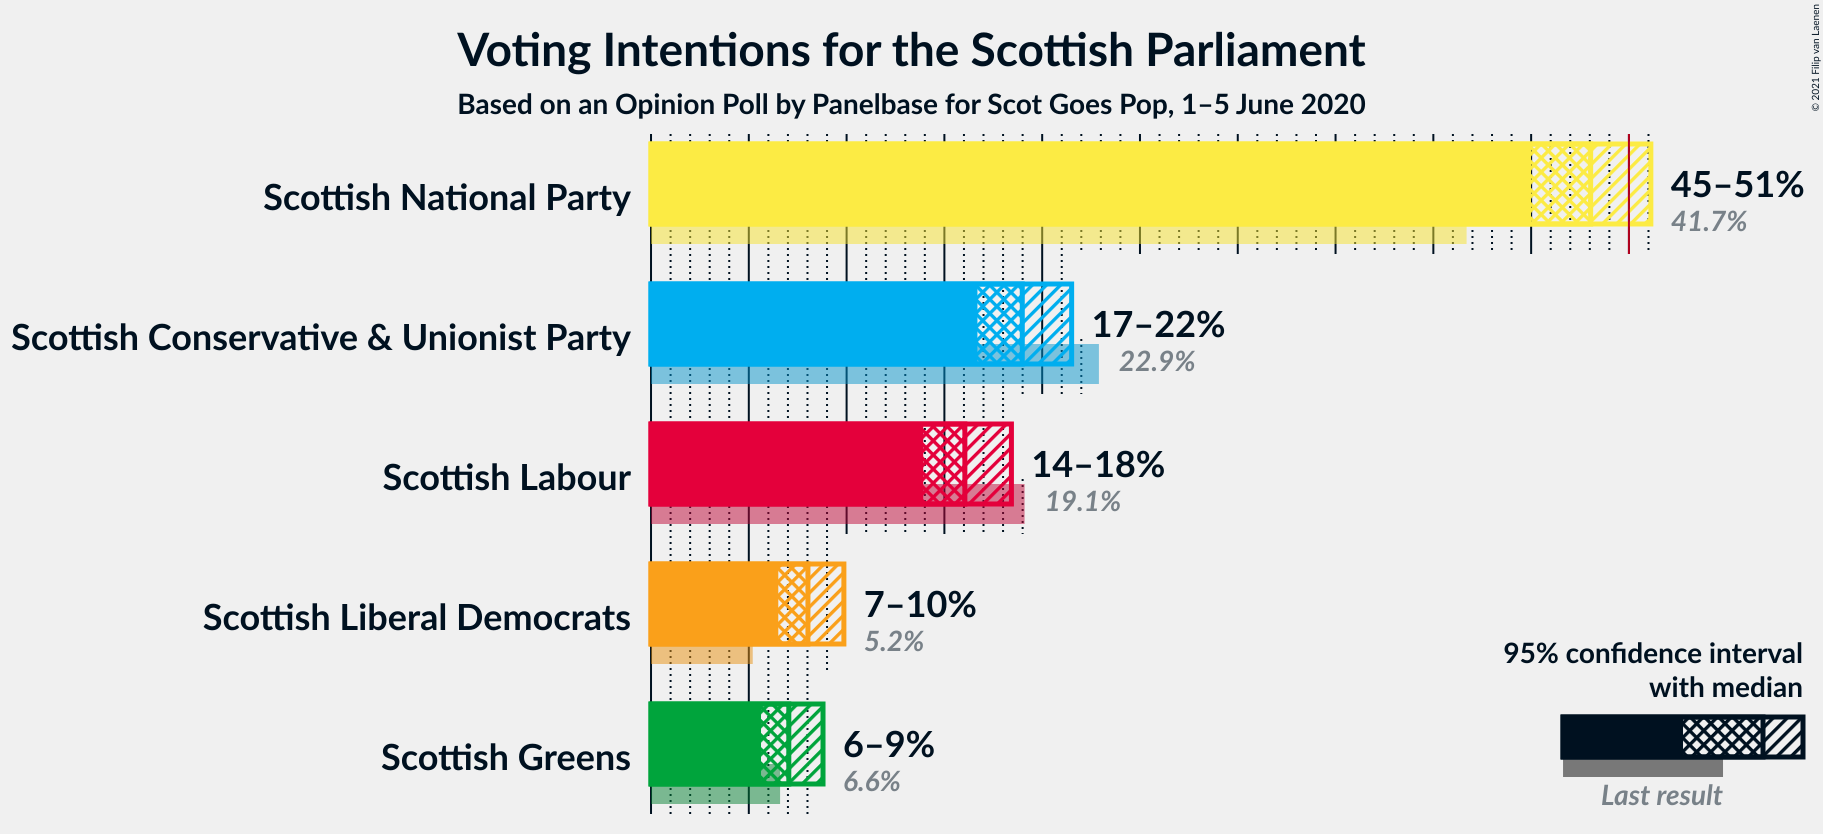 Voting Intentions for the Scottish Parliament
Based on an Opinion Poll by Panelbase for Scot Goes Pop, 1–5 June 2020
© 2021 Filip van Laenen
Scottish National Party
45–51%
41.7%
Scottish Conservative & Unionist Party
17–22%
22.9%
Scottish Labour
14–18%
19.1%
Scottish Liberal Democrats
7–10%
5.2%
Scottish Greens
6–9%
6.6%
95% confidence interval
with median
Last result